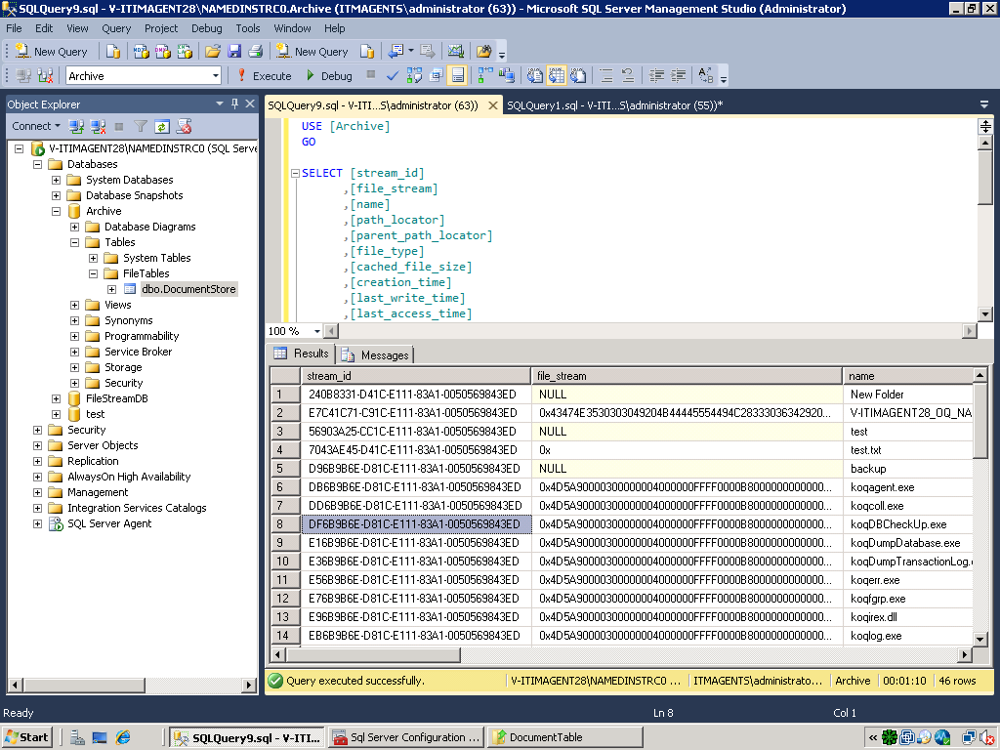 SQLQuery9.sql - V-ITIMAGENT28\NAMEDINSTRC0.Archive (ITMAGENTS\administrator (63)) - Microsoft SQL Server Management Studio (Administrator)
File Edit View Query Project Debug Tools Window Help
New Query New Query
Archive Execute Debug
Object Explorer
Connect
V-ITIMAGENT28\NAMEDINSTRC0 (SQL Serve
Databases
System Databases
Database Snapshots
Archive
Database Diagrams
Tables
System Tables
FileTables
dbo.DocumentStore
Views
Synonyms
Programmability
Service Broker
Storage
Security
FileStreamDB
test
Security
Server Objects
Replication
AlwaysOn High Availability
Management
Integration Services Catalogs
SQL Server Agent
SQLQuery9.sql - V-ITI...S\administrator (63)) SQLQuery1.sql - V-ITI...S\administrator (55))*
USE [Archive]
GO
SELECT [stream_id]
,[file_stream]
,[name]
,[path_locator]
,[parent_path_locator]
,[file_type]
,[cached_file_size]
,[creation_time]
,[last_write_time]
,[last_access_time]
100 %
Results Messages
stream_id file_stream name
1 240B8331-D41C-E111-83A1-0050569843ED NULL New Folder
2 E7C41C71-C91C-E111-83A1-0050569843ED 0x43474E3530303049204B44445554494C28333036342920... V-ITIMAGENT28_OQ_NA
3 56903A25-CC1C-E111-83A1-0050569843ED NULL test
4 7043AE45-D41C-E111-83A1-0050569843ED 0x test.txt
5 D96B9B6E-D81C-E111-83A1-0050569843ED NULL backup
6 DB6B9B6E-D81C-E111-83A1-0050569843ED 0x4D5A90000300000004000000FFFF0000B8000000000000... koqagent.exe
7 DD6B9B6E-D81C-E111-83A1-0050569843ED 0x4D5A90000300000004000000FFFF0000B8000000000000... koqcoll.exe
8 DF6B9B6E-D81C-E111-83A1-0050569843ED 0x4D5A90000300000004000000FFFF0000B8000000000000... koqDBCheckUp.exe
9 E16B9B6E-D81C-E111-83A1-0050569843ED 0x4D5A90000300000004000000FFFF0000B8000000000000... koqDumpDatabase.exe
10 E36B9B6E-D81C-E111-83A1-0050569843ED 0x4D5A90000300000004000000FFFF0000B8000000000000... koqDumpTransactionLog.e
11 E56B9B6E-D81C-E111-83A1-0050569843ED 0x4D5A90000300000004000000FFFF0000B8000000000000... koqerr.exe
12 E76B9B6E-D81C-E111-83A1-0050569843ED 0x4D5A90000300000004000000FFFF0000B8000000000000... koqfgrp.exe
13 E96B9B6E-D81C-E111-83A1-0050569843ED 0x4D5A90000300000004000000FFFF0000B8000000000000... koqirex.dll
14 EB6B9B6E-D81C-E111-83A1-0050569843ED 0x4D5A90000300000004000000FFFF0000B8000000000000... koqlog.exe
Query executed successfully. V-ITIMAGENT28\NAMEDINSTRC0 ... ITMAGENTS\administrato... Archive 00:01:10 46 rows
Ready Ln 8 Col 1
Start SQLQuery9.sql - V-ITI... Sql Server Configuration ... DocumentTable